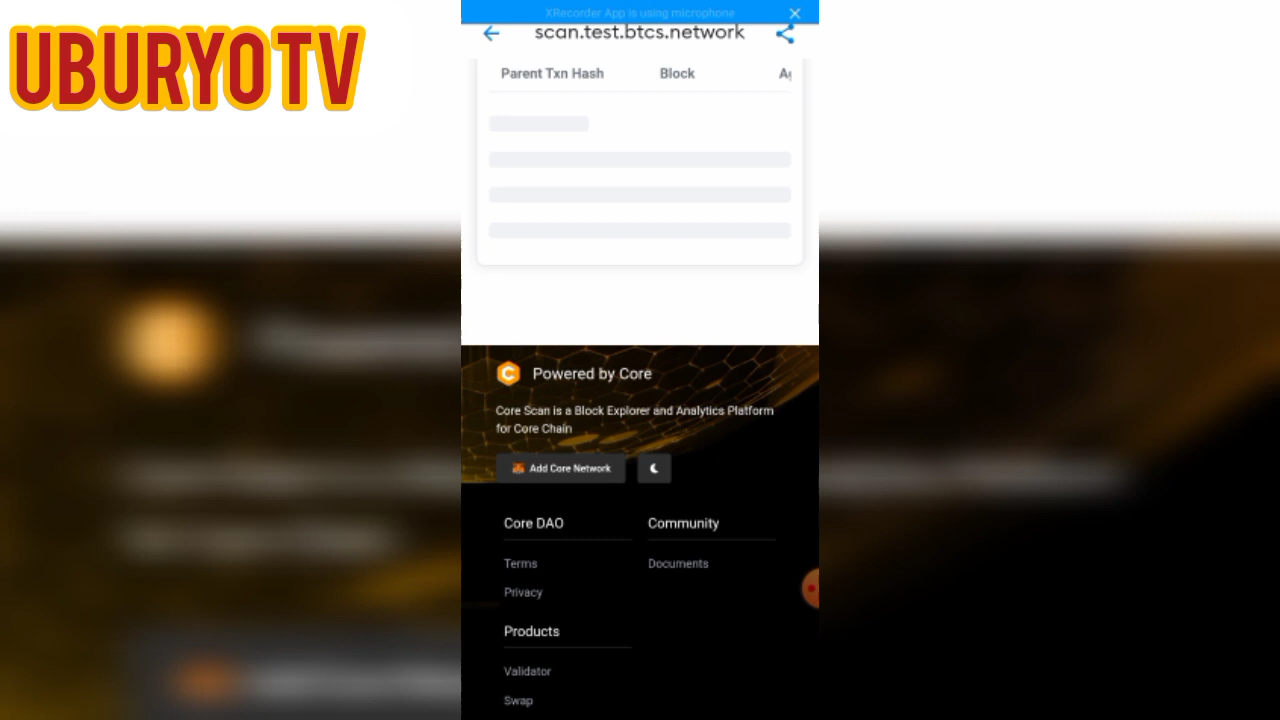 UBURYO TV
XRecorder App is using microphone
scan.test.btcs.network
Parent Txn Hash Block
Powered by Core
Core Scan is a Block Explorer and Analytics Platform
for Core Chain
Add Core Network
Core DAO Community
Terms Documents
Privacy
Products
Validator
Swap